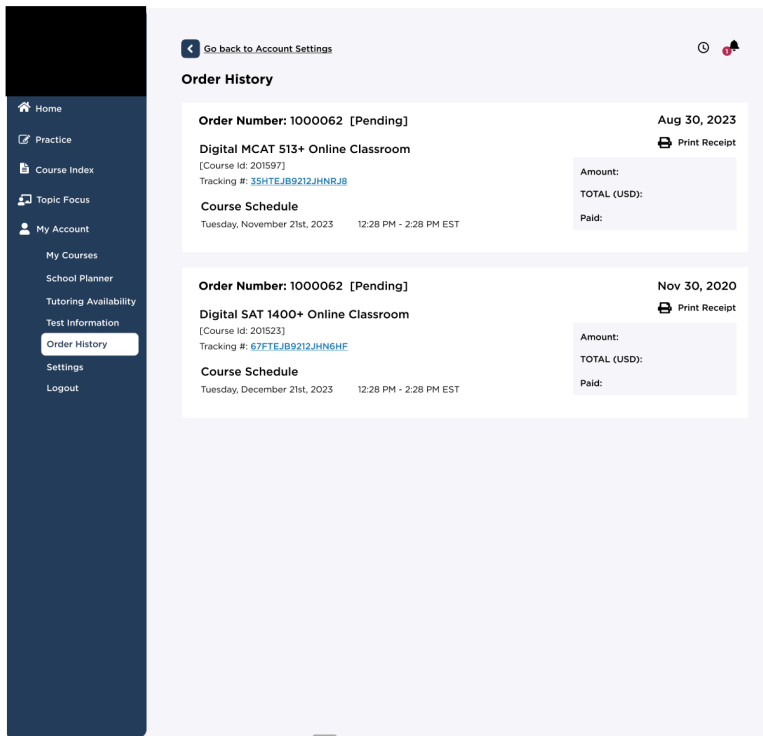 Go back to Account Settings
1
Order History
Home
Practice
Course Index
Topic Focus
My Account
My Courses
School Planner
Tutoring Availability
Test Information
Order History
Settings
Logout
Order Number: 1000062 [Pending]
Aug 30, 2023
Print Receipt
Digital MCAT 513+ Online Classroom
[Course Id: 201597]
Tracking #: 35HTEJB9212JHNRJ8
Course Schedule
Tuesday, November 21st, 2023 12:28 PM - 2:28 PM EST
Amount:
TOTAL (USD):
Paid:
Order Number: 1000062 [Pending]
Nov 30, 2020
Print Receipt
Digital SAT 1400+ Online Classroom
[Course Id: 201523]
Tracking #: 67FTEJB9212JHN6HF
Course Schedule
Tuesday, December 21st, 2023 12:28 PM - 2:28 PM EST
Amount:
TOTAL (USD):
Paid: